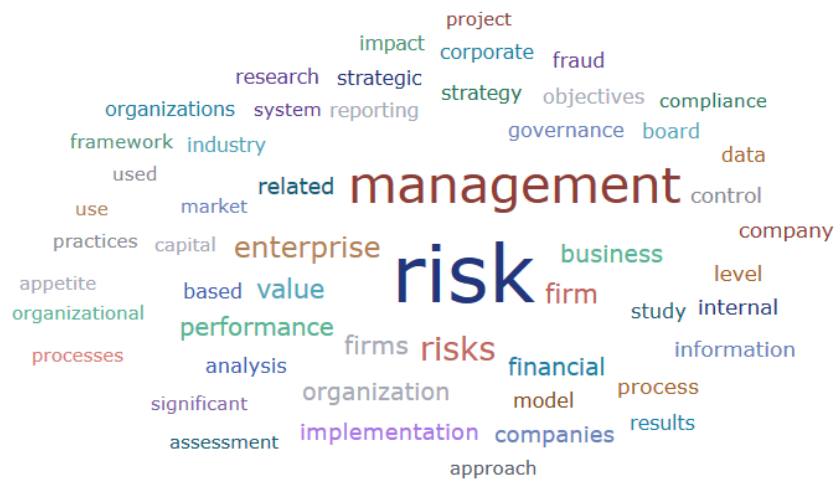 project
impact corporate fraud
research strategic
strategy objectives compliance
organizations system reporting
governance board
framework industry
data
used related management control
use market
company
practices capital enterprise risk business
level
appetite
based value firm
organizational study internal
performance
processes firms risks information
analysis financial
organization model process
significant
implementation companies results
assessment
approach